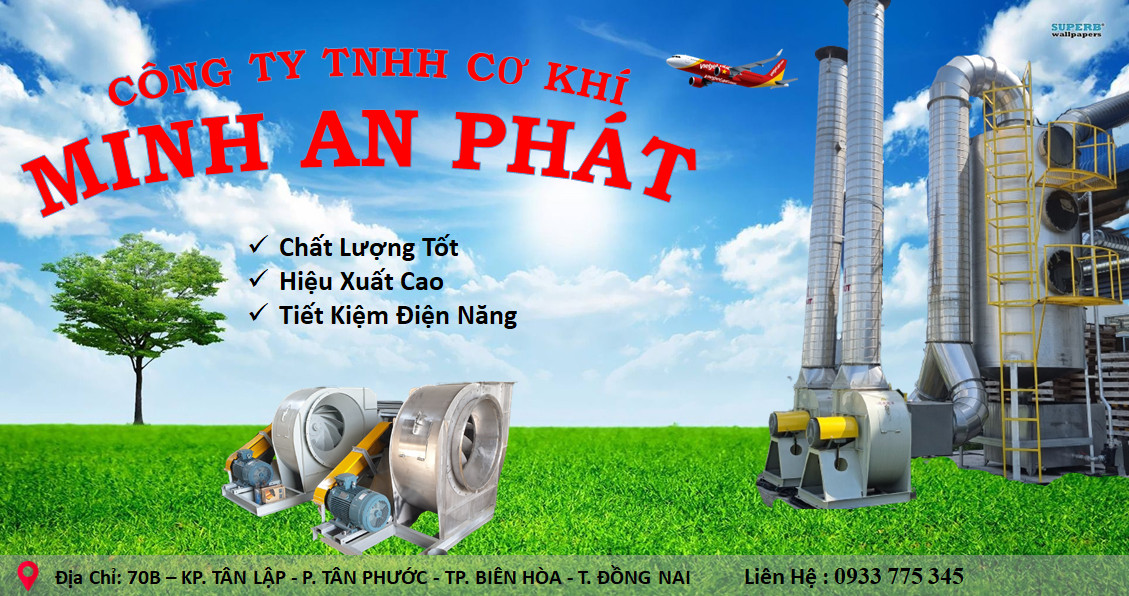 CÔNG TY TNHH CƠ KHÍ
MINH AN PHÁT
SUPERB
wallpapers
vietjetair.com
✓ Chất Lượng Tốt
✓ Hiệu Xuất Cao
✓ Tiết Kiệm Điện Năng
Địa Chỉ: 70B – KP. TÂN LẬP - P. TÂN PHƯỚC - TP. BIÊN HÒA - T. ĐỒNG NAI
Liên Hệ : 0933 775 345